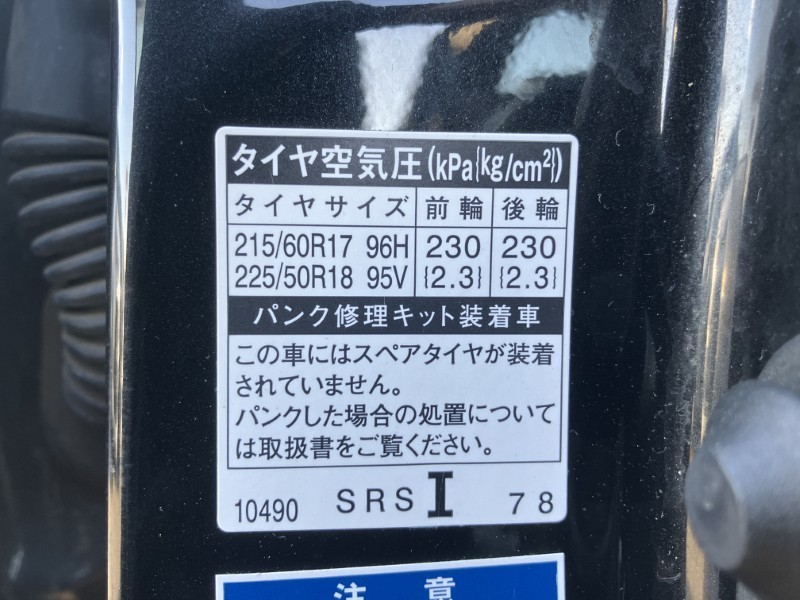 タイヤ空気圧(kPa{kg/cm²})
タイヤサイズ 前輪 後輪
215/60R17 96H 230 230
225/50R18 95V {2.3} {2.3}
パンク修理キット装着車
この車にはスペアタイヤが装着
されていません。
パンクした場合の処置について
は取扱書をご覧ください。
10490 SRS I 78
注意